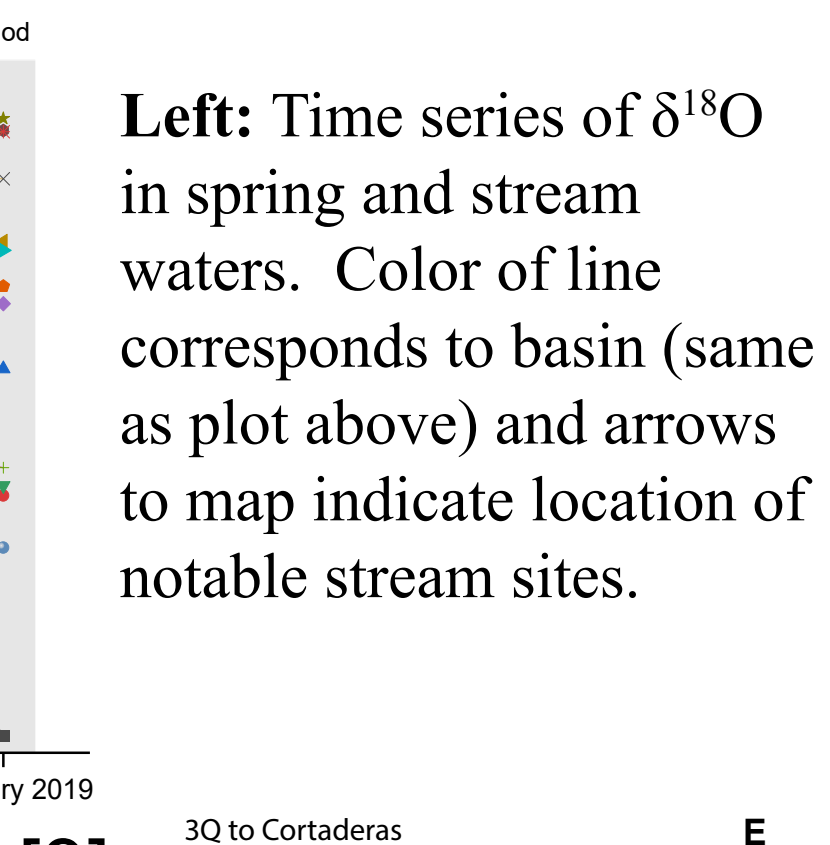 od
Left: Time series of δ¹⁸O
in spring and stream
waters.  Color of line
corresponds to basin (same
as plot above) and arrows
to map indicate location of
notable stream sites.
ry 2019
3Q to Cortaderas
E